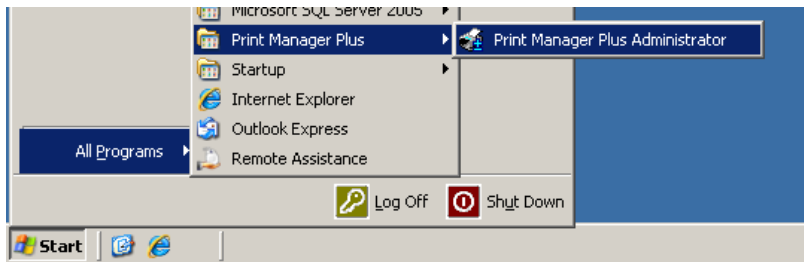 Microsoft SQL Server 2005
Print Manager Plus
Print Manager Plus Administrator
Startup
Internet Explorer
Outlook Express
All Programs
Remote Assistance
Log Off
Shut Down
Start